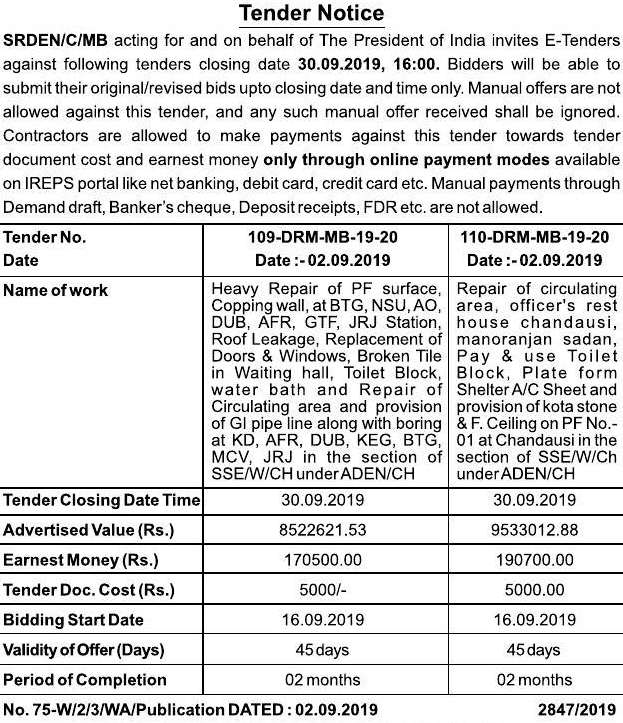 Tender Notice
SRDEN/C/MB acting for and on behalf of The President of India invites E-Tenders
against following tenders closing date 30.09.2019, 16:00. Bidders will be able to
submit their original/revised bids upto closing date and time only. Manual offers are not
allowed against this tender, and any such manual offer received shall be ignored.
Contractors are allowed to make payments against this tender towards tender
document cost and earnest money only through online payment modes available
on IREPS portal like net banking, debit card, credit card etc. Manual payments through
Demand draft, Banker's cheque, Deposit receipts, FDR etc. are not allowed.
Tender No. 109-DRM-MB-19-20 110-DRM-MB-19-20
Date Date :- 02.09.2019 Date :- 02.09.2019
Name of work
Heavy Repair of PF surface,
Copping wall, at BTG, NSU, AO,
DUB, AFR, GTF, JRJ Station,
Roof Leakage, Replacement of
Doors & Windows, Broken Tile
in Waiting hall, Toilet Block,
water bath and Repair of
Circulating area and provision
of GI pipe line along with boring
at KD, AFR, DUB, KEG, BTG,
MCV, JRJ in the section of
SSE/W/CH under ADEN/CH
Repair of circulating
area, officer's rest
house chandausi,
manoranjan sadan,
Pay & use Toilet
Block, Plate form
Shelter A/C Sheet and
provision of kota stone
& F. Ceiling on PF No.-
01 at Chandausi in the
section of SSE/W/Ch
under ADEN/CH
Tender Closing Date Time 30.09.2019 30.09.2019
Advertised Value (Rs.) 8522621.53 9533012.88
Earnest Money (Rs.) 170500.00 190700.00
Tender Doc. Cost (Rs.) 5000/- 5000.00
Bidding Start Date 16.09.2019 16.09.2019
Validity of Offer (Days) 45 days 45 days
Period of Completion 02 months 02 months
No. 75-W/2/3/WA/Publication DATED : 02.09.2019 2847/2019